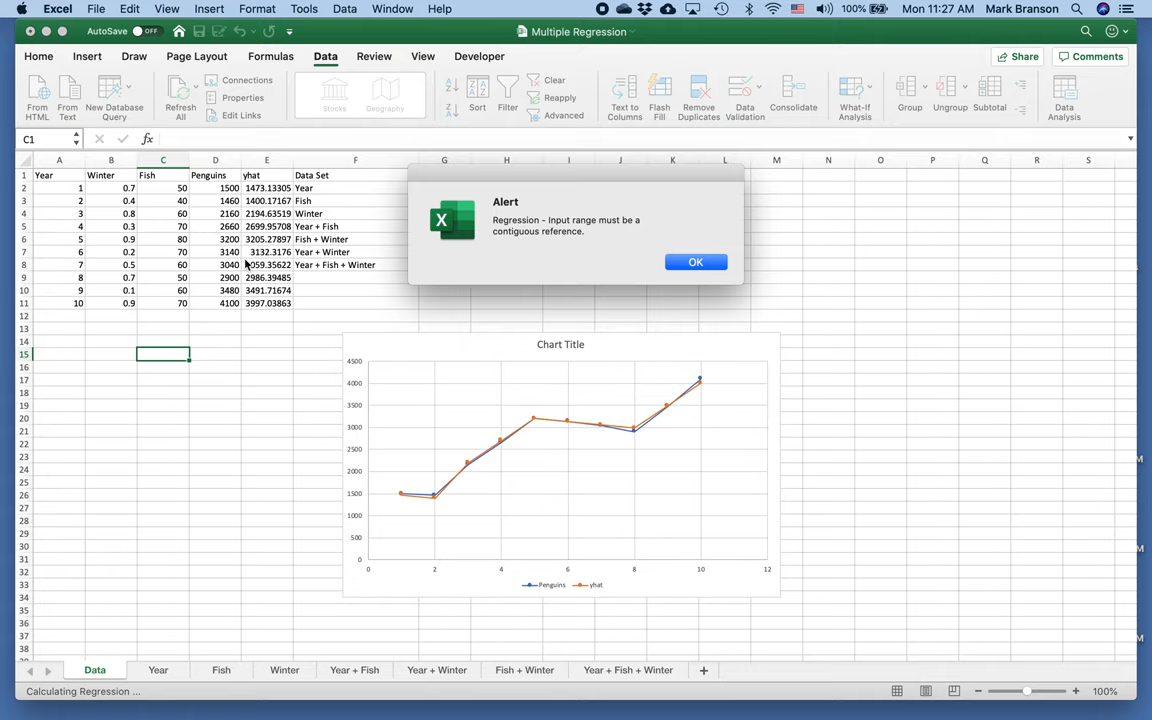 Excel File Edit View Insert Format Tools Data Window Help 100% Mon 11:27 AM Mark Branson
AutoSave OFF Multiple Regression
Home Insert Draw Page Layout Formulas Data Review View Developer Share Comments
From HTML From Text New Database Query Refresh All Connections Properties Edit Links Stocks Geography Sort Filter Clear Reapply Advanced Text to Columns Flash Fill Remove Duplicates Data Validation Consolidate What-If Analysis Group Ungroup Subtotal Data Analysis
C1 fx
A B C D E F G H I J K L M N O P Q R S
1 Year Winter Fish Penguins yhat Data Set
2 1 0.7 50 1500 1473.13305 Year
3 2 0.4 40 1460 1400.17167 Fish
4 3 0.8 60 2160 2194.63519 Winter
5 4 0.3 70 2660 2699.95708 Year + Fish
6 5 0.9 80 3200 3205.27897 Fish + Winter
7 6 0.2 70 3140 3132.3176 Year + Winter
8 7 0.5 60 3040 059.35622 Year + Fish + Winter
9 8 0.7 50 2900 2986.39485
10 9 0.1 60 3480 3491.71674
11 10 0.9 70 4100 3997.03863
12
13
14
15
16
17
18
19
20
21
22
23
24
25
26
27
28
29
30
31
32
33
34
35
36
37
38
Alert
Regression - Input range must be a
contiguous reference.
OK
Chart Title
4500
4000
3500
3000
2500
2000
1500
1000
500
0
0 2 4 6 8 10 12
Penguins yhat
M
M
M
Data Year Fish Winter Year + Fish Year + Winter Fish + Winter Year + Fish + Winter
Calculating Regression ... 100%